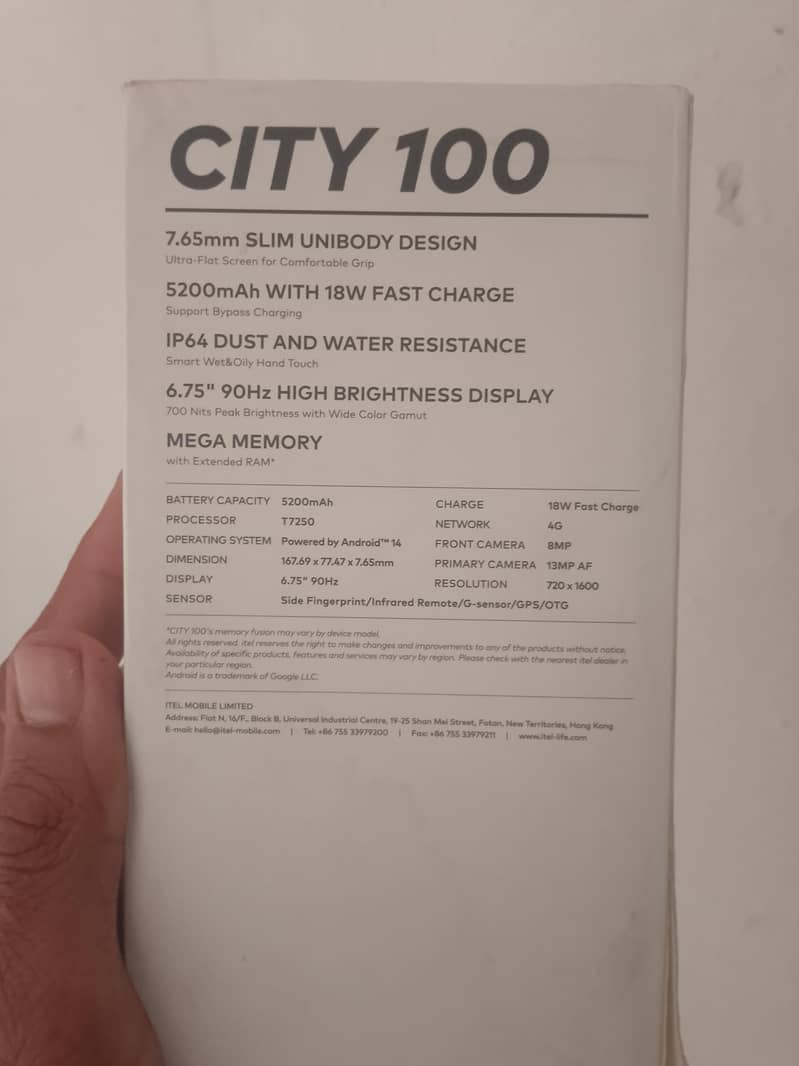 CITY 100
7.65mm SLIM UNIBODY DESIGN
Ultra-Flat Screen for Comfortable Grip
5200mAh WITH 18W FAST CHARGE
Support Bypass Charging
IP64 DUST AND WATER RESISTANCE
Smart Wet&Oily Hand Touch
6.75" 90Hz HIGH BRIGHTNESS DISPLAY
700 Nits Peak Brightness with Wide Color Gamut
MEGA MEMORY
with Extended RAM*
BATTERY CAPACITY 5200mAh CHARGE 18W Fast Charge
PROCESSOR T7250 NETWORK 4G
OPERATING SYSTEM Powered by Android™ 14 FRONT CAMERA 8MP
DIMENSION 167.69 x 77.47 x 7.65mm PRIMARY CAMERA 13MP AF
DISPLAY 6.75" 90Hz RESOLUTION 720 x 1600
SENSOR Side Fingerprint/Infrared Remote/G-sensor/GPS/OTG
*CITY 100's memory fusion may vary by device model.
All rights reserved. itel reserves the right to make changes and improvements to any of the products without notice.
Availability of specific products, features and services may vary by region. Please check with the nearest itel dealer in
your particular region.
Android is a trademark of Google LLC.
ITEL MOBILE LIMITED
Address: Flat N, 16/F., Block B, Universal Industrial Centre, 19-25 Shan Mei Street, Fotan, New Territories, Hong Kong
E-mail: hello@itel-mobile.com | Tel: +86 755 33979200 | Fax: +86 755 33979211 | www.itel-life.com